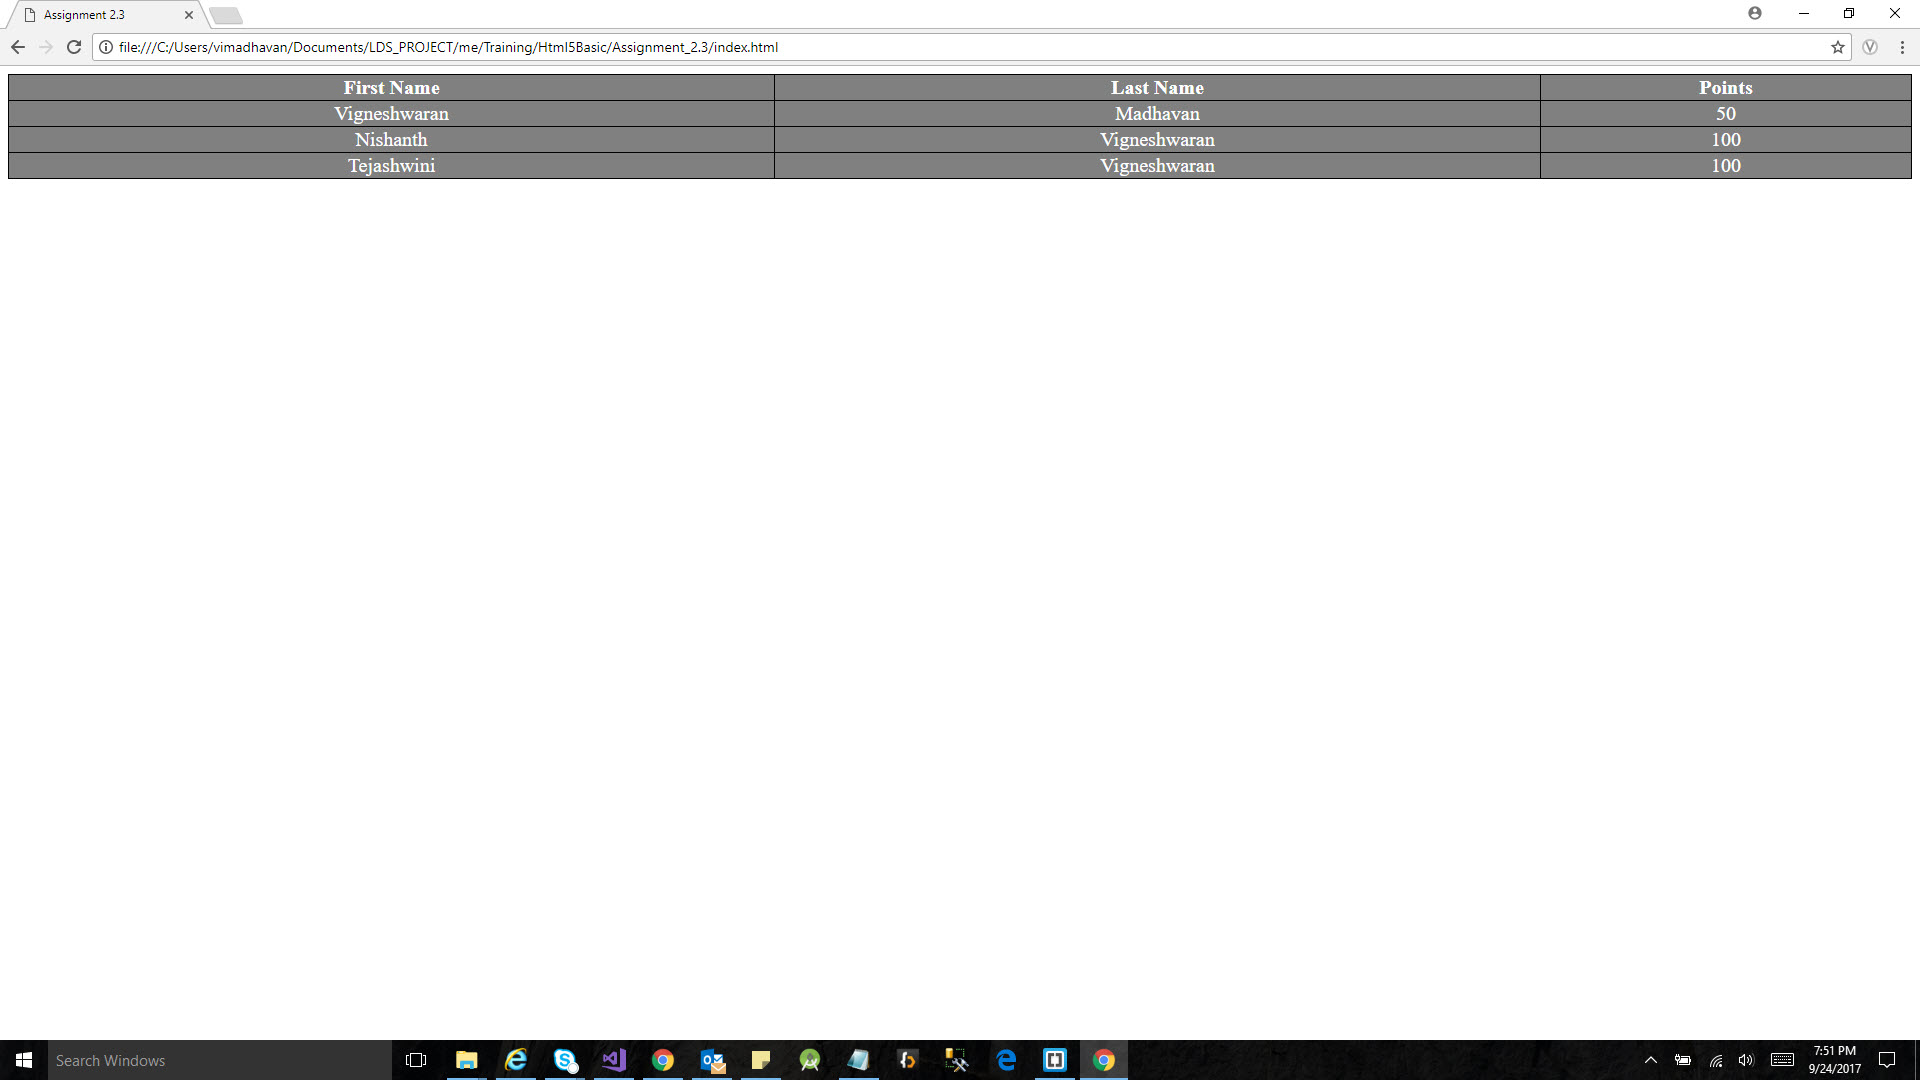 Assignment 2.3
file:///C:/Users/vimadhavan/Documents/LDS_PROJECT/me/Training/Html5Basic/Assignment_2.3/index.html
First Name Last Name Points
Vigneshwaran Madhavan 50
Nishanth Vigneshwaran 100
Tejashwini Vigneshwaran 100
Search Windows
7:51 PM
9/24/2017